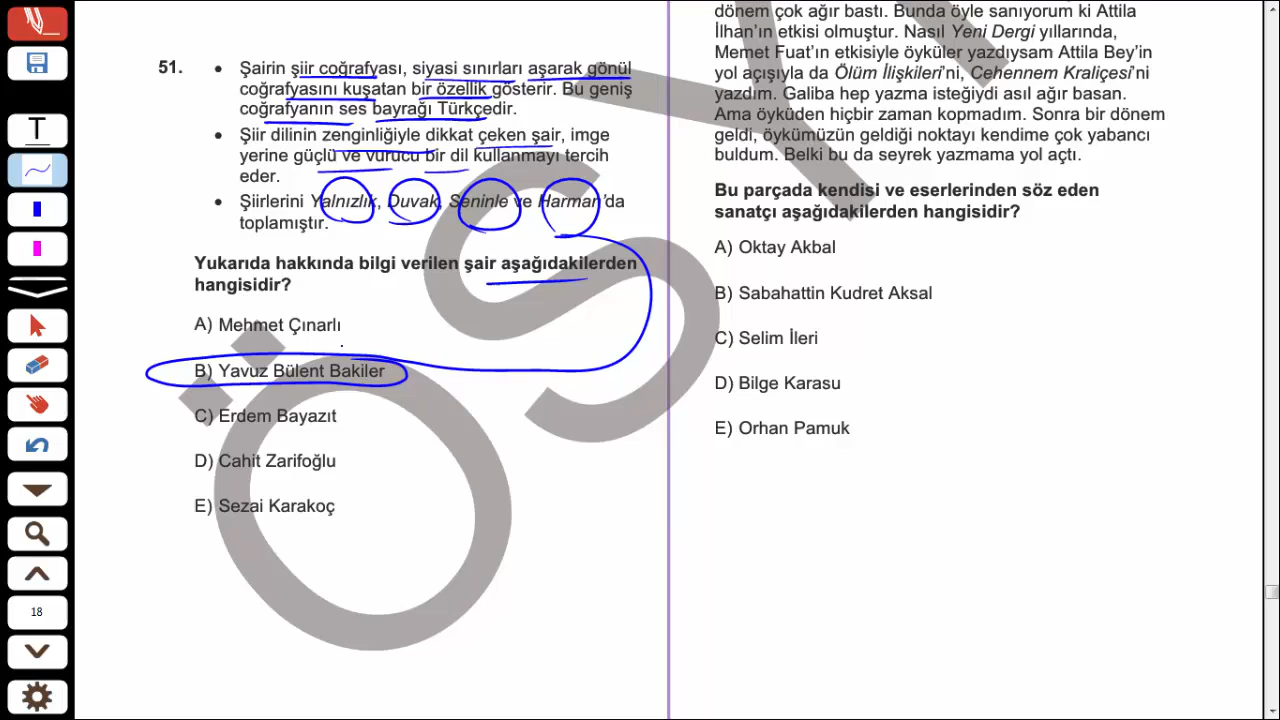 51. • Şairin şiir coğrafyası, siyasi sınırları aşarak gönül
coğrafyasını kuşatan bir özellik gösterir. Bu geniş
coğrafyanın ses bayrağı Türkçedir.
• Şiir dilinin zenginliğiyle dikkat çeken şair, imge
yerine güçlü ve vurucu bir dil kullanmayı tercih
eder.
• Şiirlerini Yalnızlık, Duvak, Seninle ve Harman’da
toplamıştır.
Yukarıda hakkında bilgi verilen şair aşağıdakilerden
hangisidir?
A) Mehmet Çınarlı
B) Yavuz Bülent Bakiler
C) Erdem Bayazıt
D) Cahit Zarifoğlu
E) Sezai Karakoç
dönem çok ağır bastı. Bunda öyle sanıyorum ki Attila
İlhan’ın etkisi olmuştur. Nasıl Yeni Dergi yıllarında,
Memet Fuat’ın etkisiyle öyküler yazdıysam Attila Bey’in
yol açışıyla da Ölüm İlişkileri’ni, Cehennem Kraliçesi’ni
yazdım. Galiba hep yazma isteğiydi asıl ağır basan.
Ama öyküden hiçbir zaman kopmadım. Sonra bir dönem
geldi, öykümüzün geldiği noktayı kendime çok yabancı
buldum. Belki bu da seyrek yazmama yol açtı.
Bu parçada kendisi ve eserlerinden söz eden
sanatçı aşağıdakilerden hangisidir?
A) Oktay Akbal
B) Sabahattin Kudret Aksal
C) Selim İleri
D) Bilge Karasu
E) Orhan Pamuk
ÖSY
T
18